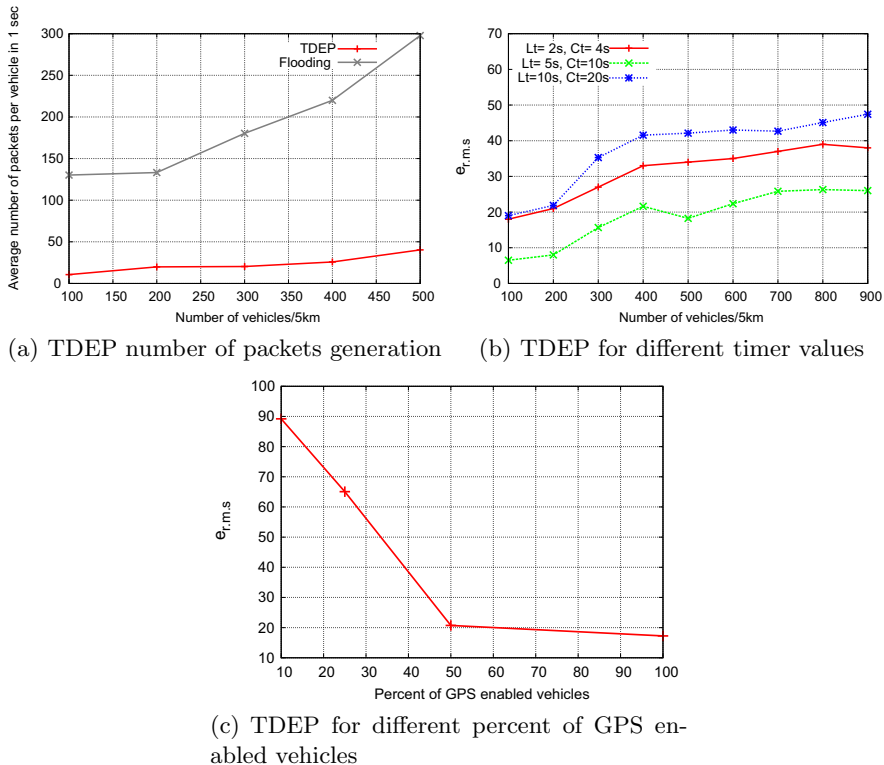 Average number of packets per vehicle in 1 sec
300
250
200
150
100
50
0
TDEP
Flooding
100 150 200 250 300 350 400 450 500
Number of vehicles/5km
(a) TDEP number of packets generation
e_r.m.s
70
60
50
40
30
20
10
0
Lt= 2s, Ct= 4s
Lt= 5s, Ct=10s
Lt=10s, Ct=20s
100 200 300 400 500 600 700 800 900
Number of vehicles/5km
(b) TDEP for different timer values
e_r.m.s
100
90
80
70
60
50
40
30
20
10
10 20 30 40 50 60 70 80 90 100
Percent of GPS enabled vehicles
(c) TDEP for different percent of GPS en-
abled vehicles